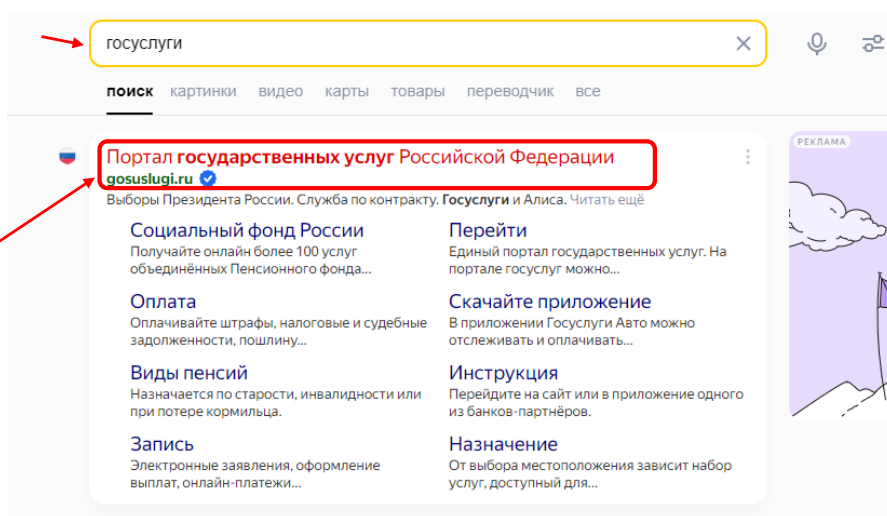 госуслуги
поиск картинки видео карты товары переводчик все
Портал государственных услуг Российской Федерации
gosuslugi.ru
Выборы Президента России. Служба по контракту. Госуслуги и Алиса. Читать ещё
Социальный фонд России
Получайте онлайн более 100 услуг
объединённых Пенсионного фонда...
Перейти
Единый портал государственных услуг. На
портале госуслуг можно...
Оплата
Оплачивайте штрафы, налоговые и судебные
задолженности, пошлину...
Скачайте приложение
В приложении Госуслуги Авто можно
отслеживать и оплачивать...
Виды пенсий
Назначается по старости, инвалидности или
при потере кормильца.
Инструкция
Перейдите на сайт или в приложение одного
из банков-партнёров.
Запись
Электронные заявления, оформление
выплат, онлайн-платежи...
Назначение
От выбора местоположения зависит набор
услуг, доступный для...
РЕКЛАМА